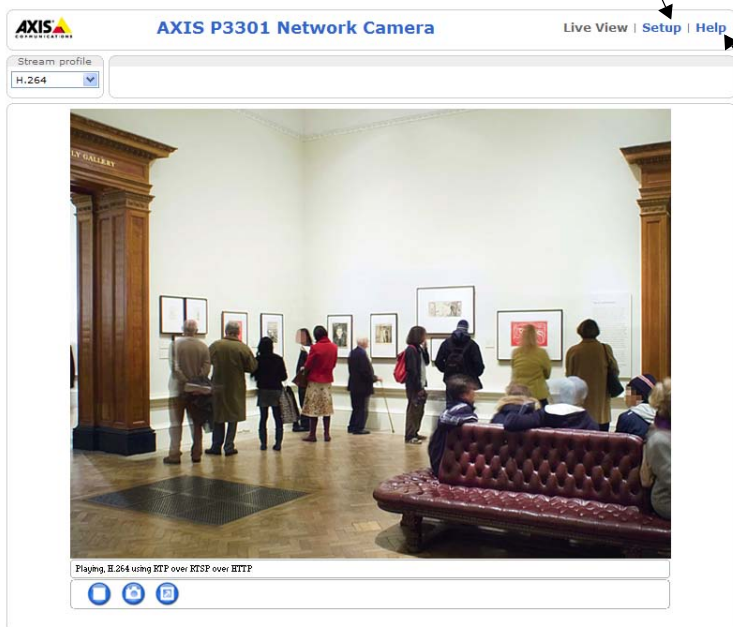 AXIS
COMMUNICATIONS
AXIS P3301 Network Camera
Live View | Setup | Help
Stream profile
H.264
LY GALLERY
Playing, H.264 using RTP over RTSP over HTTP